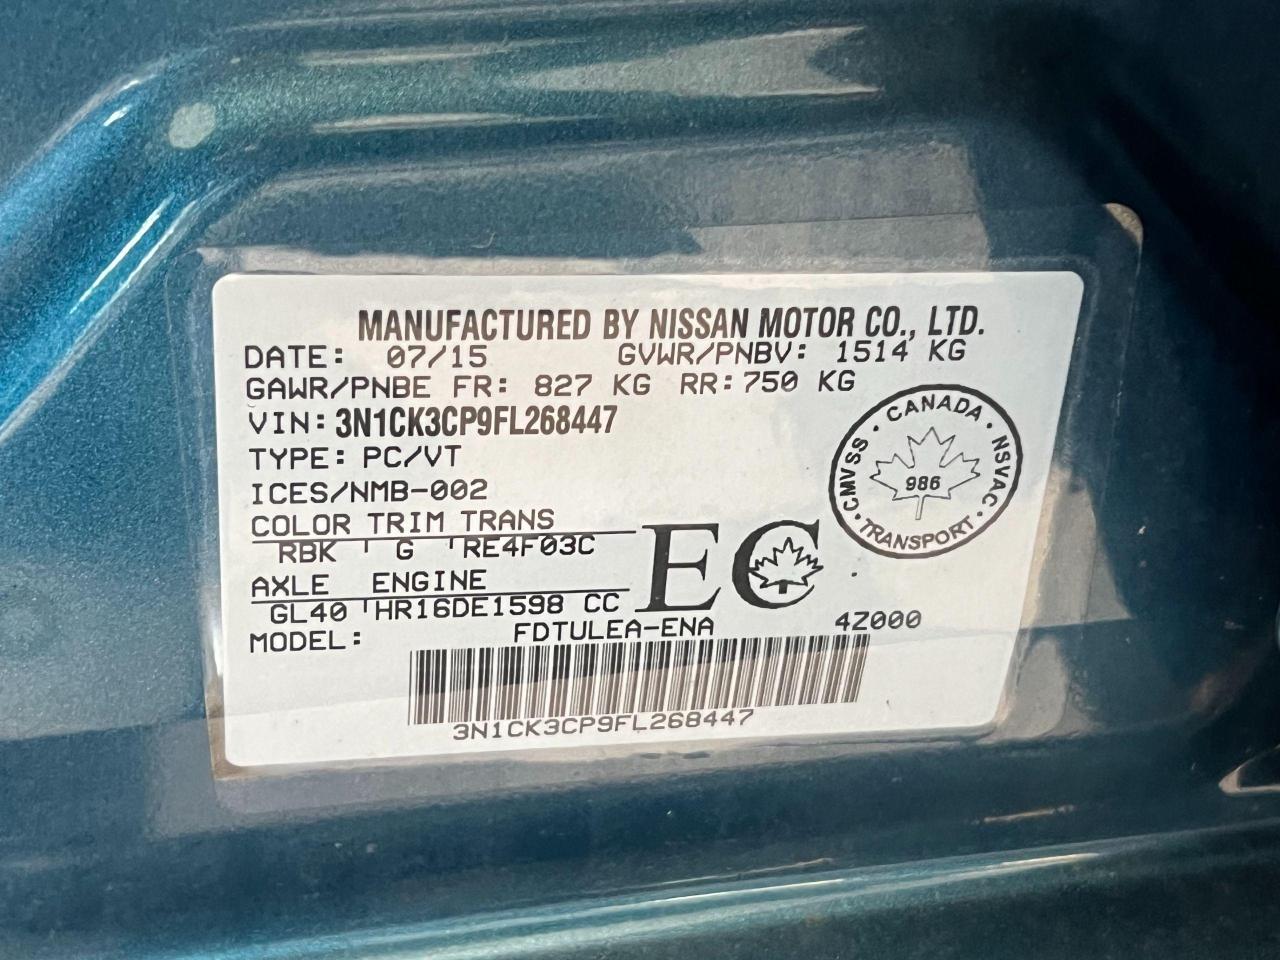 MANUFACTURED BY NISSAN MOTOR CO., LTD.
DATE: 07/15 GVWR/PNBV: 1514 KG
GAWR/PNBE FR: 827 KG RR: 750 KG
VIN: 3N1CK3CP9FL268447
TYPE: PC/VT
ICES/NMB-002
COLOR TRIM TRANS
RBK G RE4F03C
AXLE ENGINE
GL40 HR16DE1598 CC
MODEL: FDTULEA-ENA 4Z000
3N1CK3CP9FL268447
EC
CMVSS · CANADA · NSVAC · TRANSPORT ·
986